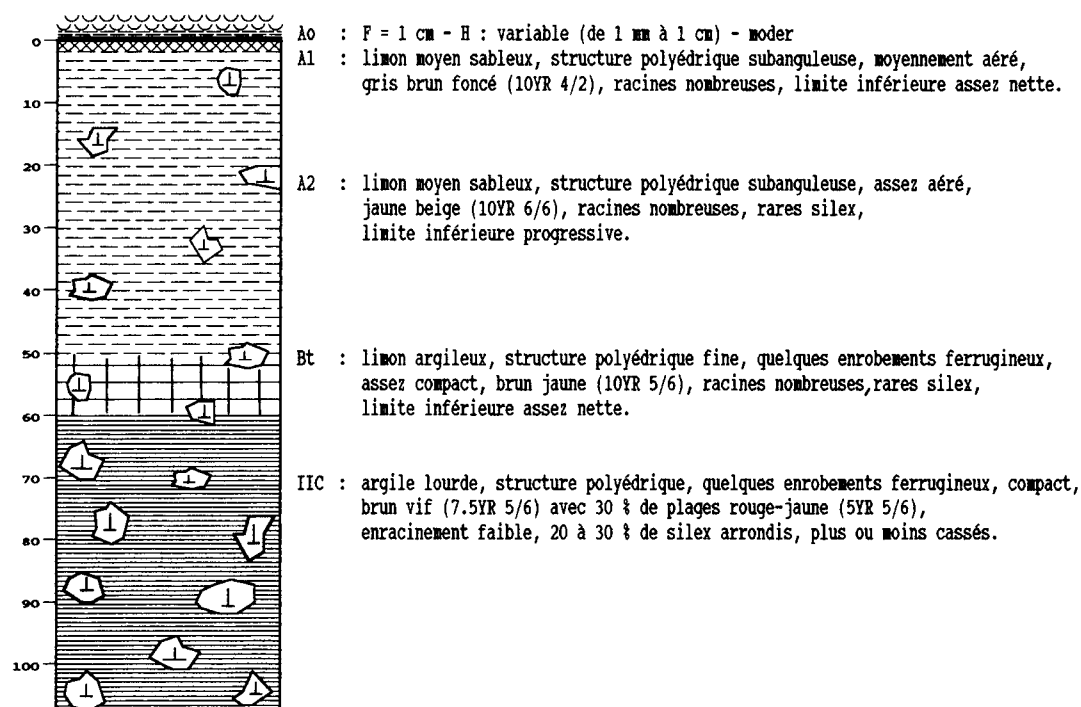 Ao : F = 1 cm - H : variable (de 1 mm à 1 cm) - moder
0
A1 : limon moyen sableux, structure polyédrique subanguleuse, moyennement aéré,
gris brun foncé (10YR 4/2), racines nombreuses, limite inférieure assez nette.
10
20
A2 : limon moyen sableux, structure polyédrique subanguleuse, assez aéré,
jaune beige (10YR 6/6), racines nombreuses, rares silex,
limite inférieure progressive.
30
40
50
Bt : limon argileux, structure polyédrique fine, quelques enrobements ferrugineux,
assez compact, brun jaune (10YR 5/6), racines nombreuses, rares silex,
limite inférieure assez nette.
60
70
IIC : argile lourde, structure polyédrique, quelques enrobements ferrugineux, compact,
brun vif (7.5YR 5/6) avec 30 % de plages rouge-jaune (5YR 5/6),
enracinement faible, 20 à 30 % de silex arrondis, plus ou moins cassés.
80
90
100